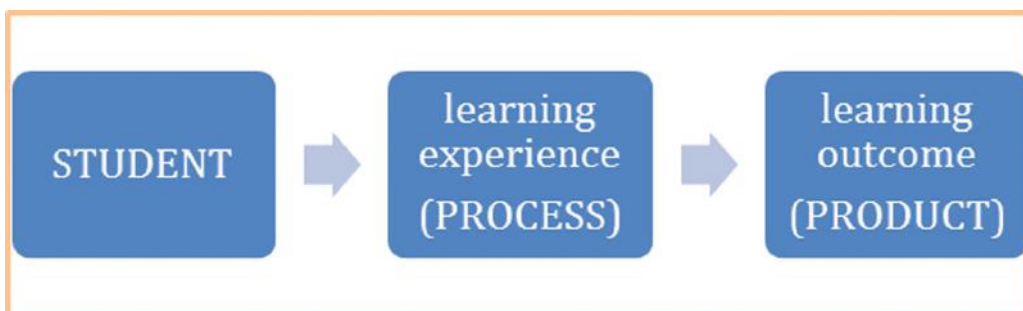 STUDENT
learning
experience
(PROCESS)
learning
outcome
(PRODUCT)